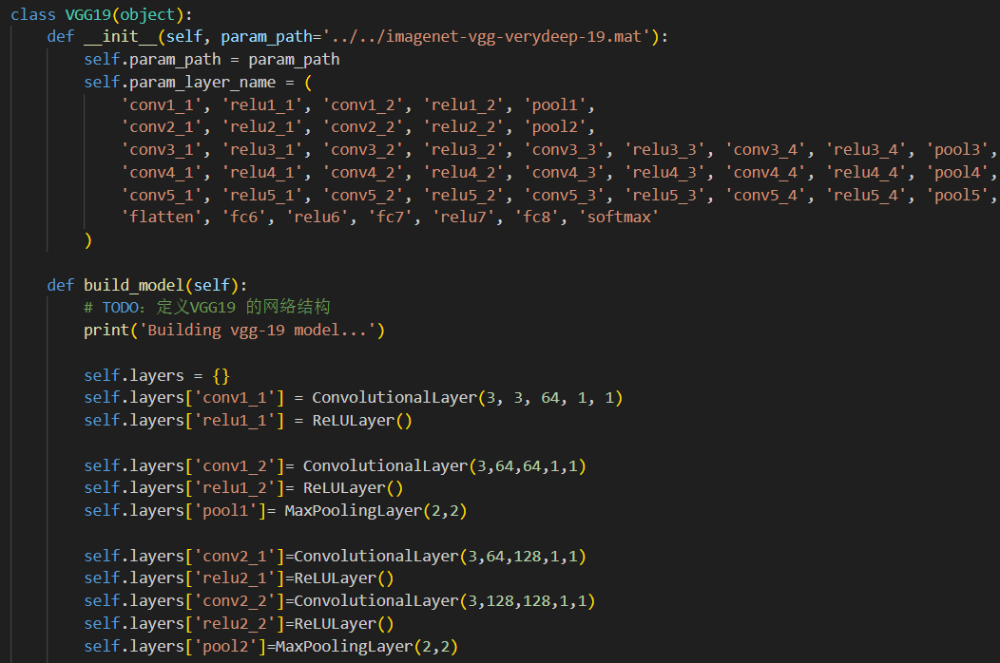 class VGG19(object):
    def __init__(self, param_path='../../imagenet-vgg-verydeep-19.mat'):
        self.param_path = param_path
        self.param_layer_name = (
            'conv1_1', 'relu1_1', 'conv1_2', 'relu1_2', 'pool1',
            'conv2_1', 'relu2_1', 'conv2_2', 'relu2_2', 'pool2',
            'conv3_1', 'relu3_1', 'conv3_2', 'relu3_2', 'conv3_3', 'relu3_3', 'conv3_4', 'relu3_4', 'pool3',
            'conv4_1', 'relu4_1', 'conv4_2', 'relu4_2', 'conv4_3', 'relu4_3', 'conv4_4', 'relu4_4', 'pool4',
            'conv5_1', 'relu5_1', 'conv5_2', 'relu5_2', 'conv5_3', 'relu5_3', 'conv5_4', 'relu5_4', 'pool5',
            'flatten', 'fc6', 'relu6', 'fc7', 'relu7', 'fc8', 'softmax'
        )
    def build_model(self):
        # TODO：定义VGG19 的网络结构
        print('Building vgg-19 model...')
        self.layers = {}
        self.layers['conv1_1'] = ConvolutionalLayer(3, 3, 64, 1, 1)
        self.layers['relu1_1'] = ReLULayer()
        self.layers['conv1_2']= ConvolutionalLayer(3,64,64,1,1)
        self.layers['relu1_2']= ReLULayer()
        self.layers['pool1']= MaxPoolingLayer(2,2)
        self.layers['conv2_1']=ConvolutionalLayer(3,64,128,1,1)
        self.layers['relu2_1']=ReLULayer()
        self.layers['conv2_2']=ConvolutionalLayer(3,128,128,1,1)
        self.layers['relu2_2']=ReLULayer()
        self.layers['pool2']=MaxPoolingLayer(2,2)